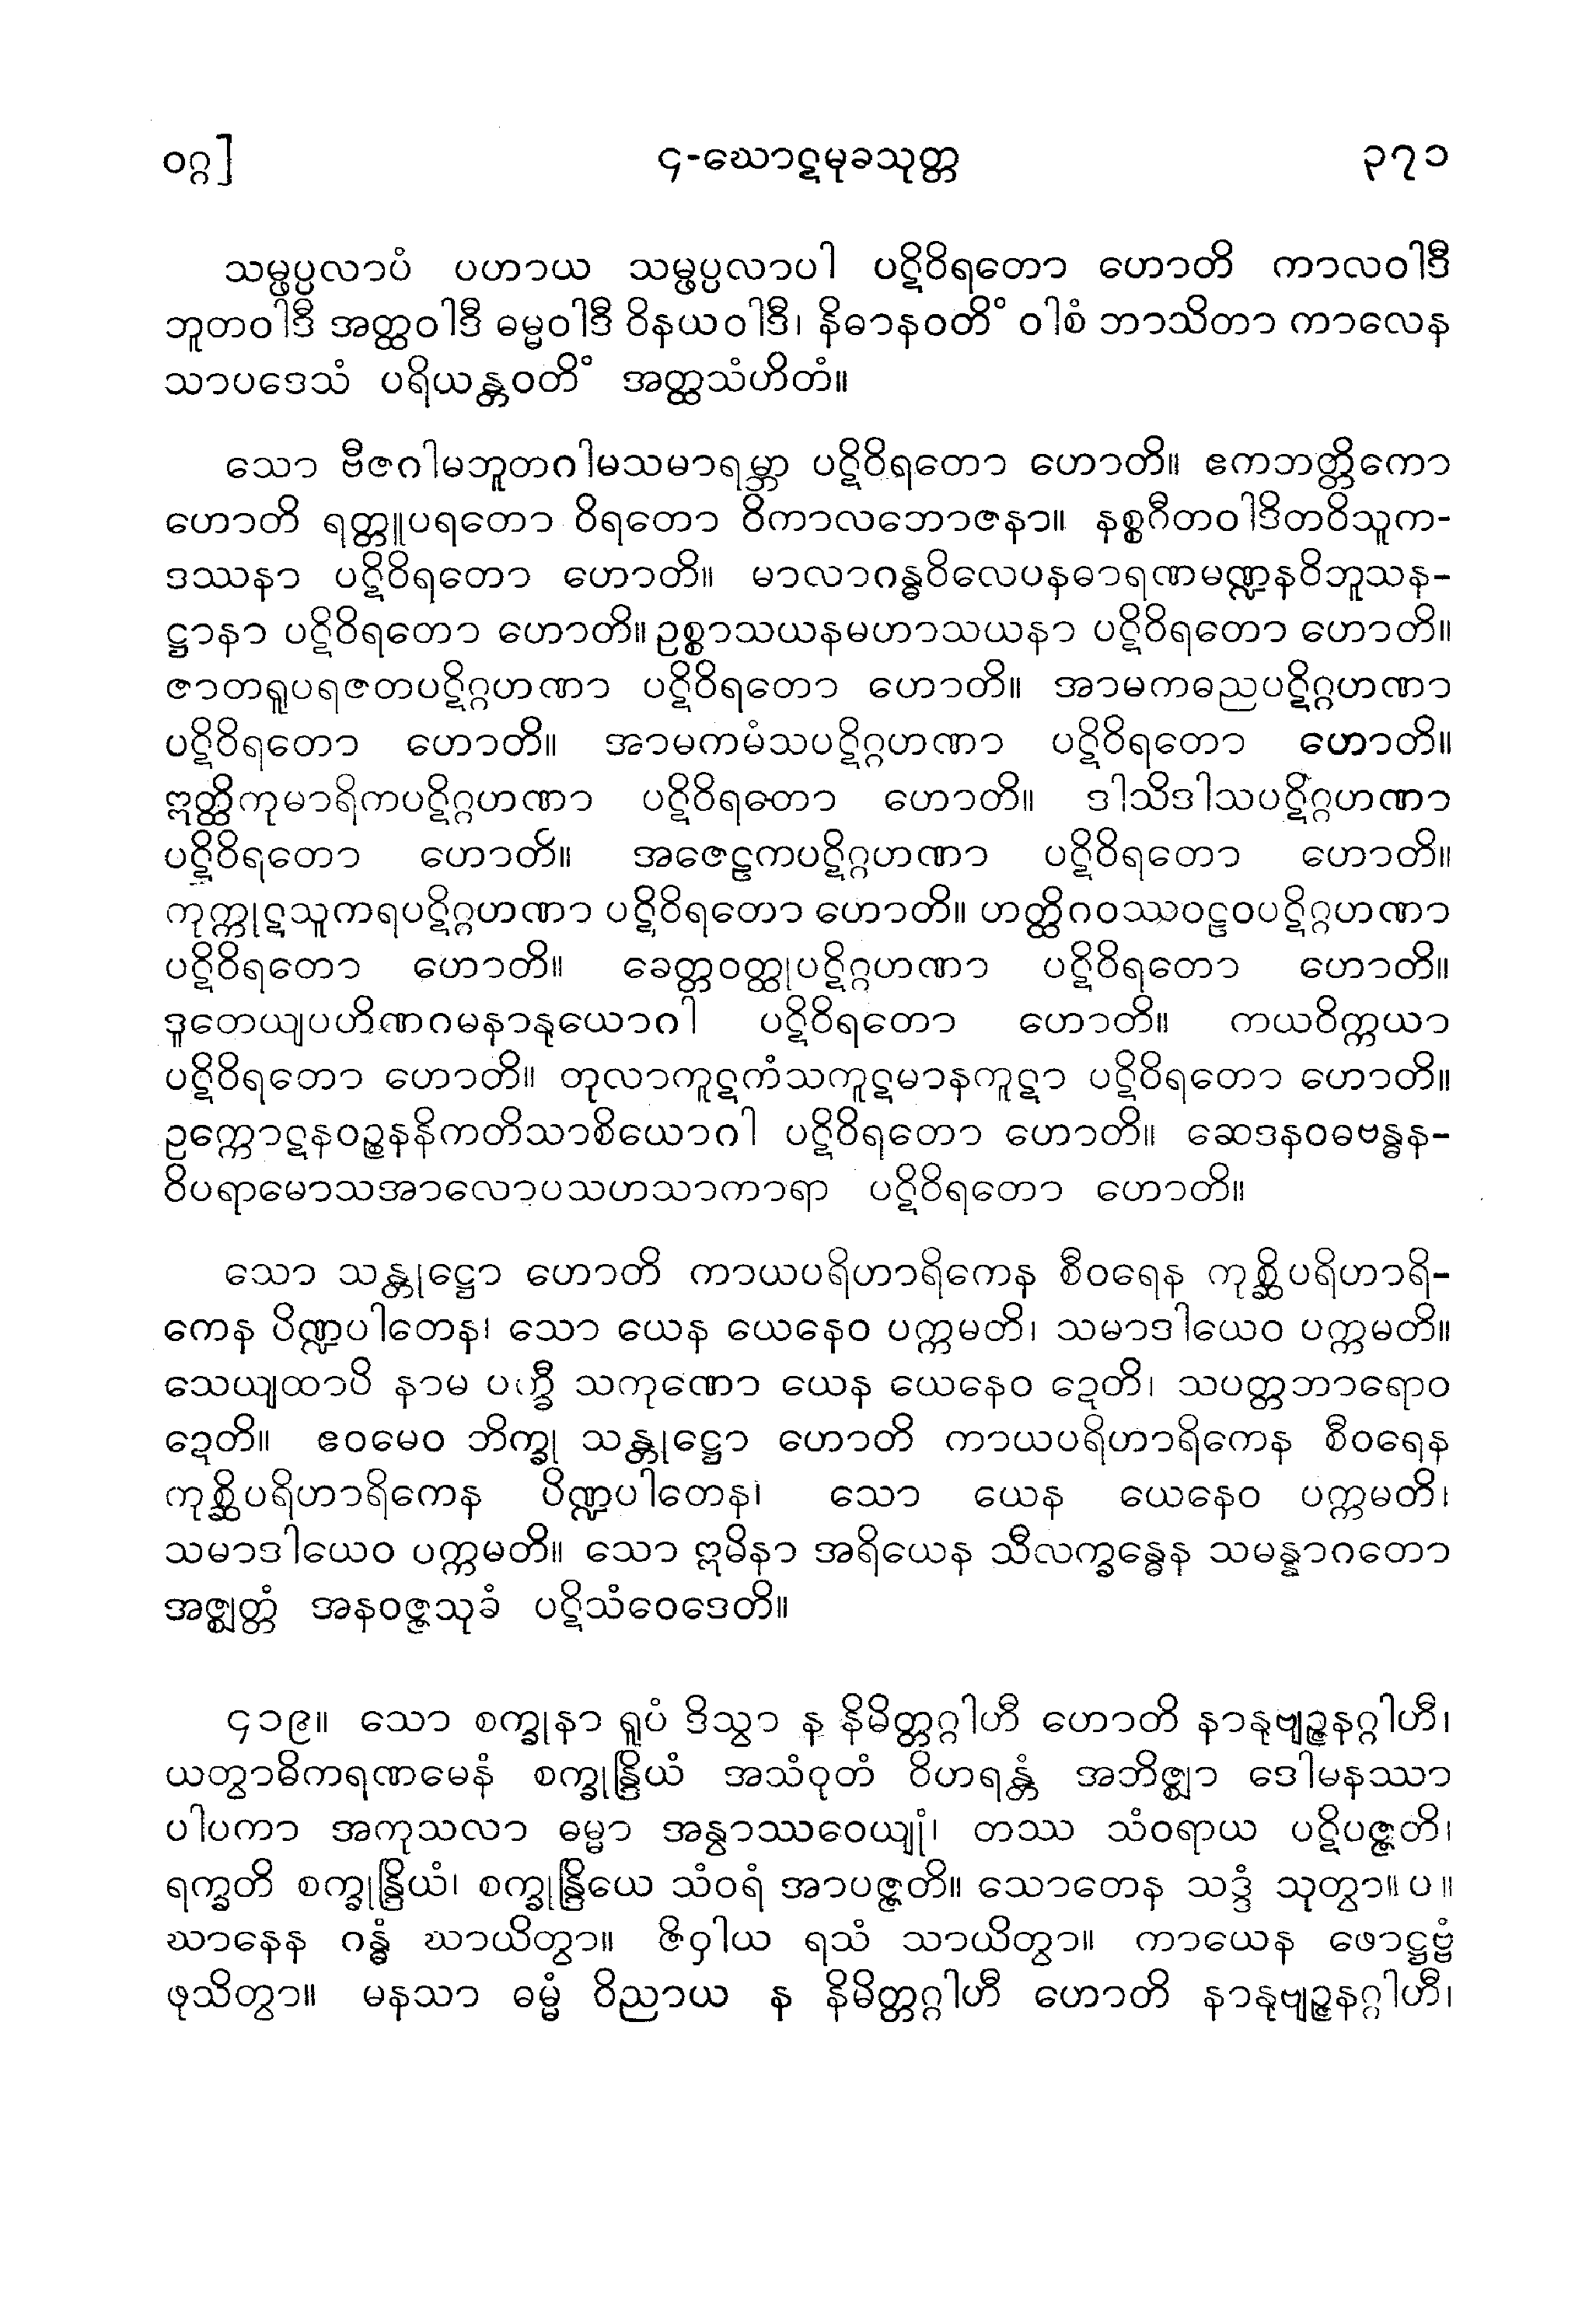 ဝဂ္ဂ]
၄-ဃောဋမုခသုတ္တ
၃၇၁
သမ္ဖပ္ပလာပံ ပဟာယ သမ္ဖပ္ပလာပါ ပဋိဝိရတော ဟောတိ ကာလဝါဒီ
ဘူတဝါဒီ အတ္ထဝါဒီ ဓမ္မဝါဒီ ဝိနယဝါဒီ၊ နိဓာနဝတိံ ဝါစံ ဘာသိတာ ကာလေန
သာပဒေသံ ပရိယန္တဝတိံ အတ္ထသံဟိတံ။
သော ဗီဇဂါမဘူတဂါမသမာရမ္ဘာ ပဋိဝိရတော ဟောတိ။ ဧကဘတ္တိကော
ဟောတိ ရတ္တူပရတော ဝိရတော ဝိကာလဘောဇနာ။ နစ္စဂီတဝါဒိတဝိသူက-
ဒဿနာ ပဋိဝိရတော ဟောတိ။ မာလာဂန္ဓဝိလေပနဓာရဏမဏ္ဍနဝိဘူသန-
ဋ္ဌာနာ ပဋိဝိရတော ဟောတိ။ ဥစ္စာသယနမဟာသယနာ ပဋိဝိရတော ဟောတိ။
ဇာတရူပရဇတပဋိဂ္ဂဟဏာ ပဋိဝိရတော ဟောတိ။ အာမကဓညပဋိဂ္ဂဟဏာ
ပဋိဝိရတော ဟောတိ။ အာမကမံသပဋိဂ္ဂဟဏာ ပဋိဝိရတော ဟောတိ။
ဣတ္ထိကုမာရိကပဋိဂ္ဂဟဏာ ပဋိဝိရတော ဟောတိ။ ဒါသိဒါသပဋိဂ္ဂဟဏာ
ပဋိဝိရတော ဟောတိ။ အဇေဠကပဋိဂ္ဂဟဏာ ပဋိဝိရတော ဟောတိ။
ကုက္ကုဋသူကရပဋိဂ္ဂဟဏာ ပဋိဝိရတော ဟောတိ။ ဟတ္ထိဂဝဿဝဠဝပဋိဂ္ဂဟဏာ
ပဋိဝိရတော ဟောတိ။ ခေတ္တဝတ္ထုပဋိဂ္ဂဟဏာ ပဋိဝိရတော ဟောတိ။
ဒူတေယျပဟိဏဂမနာနုယောဂါ ပဋိဝိရတော ဟောတိ။ ကယဝိက္ကယာ
ပဋိဝိရတော ဟောတိ။ တုလာကူဋကံသကူဋမာနကူဋာ ပဋိဝိရတော ဟောတိ။
ဥက္ကောဋနဝဉ္စနနိကတိသာစိယောဂါ ပဋိဝိရတော ဟောတိ။ ဆေဒနဝဓဗန္ဓန-
ဝိပရာမောသအာလောပသဟသာကာရာ ပဋိဝိရတော ဟောတိ။
သော သန္တုဋ္ဌော ဟောတိ ကာယပရိဟာရိကေန စီဝရေန ကုစ္ဆိပရိဟာရိ-
ကေန ပိဏ္ဍပါတေန၊ သော ယေန ယေနေဝ ပက္ကမတိ၊ သမာဒါယေဝ ပက္ကမတိ။
သေယျထာပိ နာမ ပက္ခီ သကုဏော ယေန ယေနေဝ ဍေတိ၊ သပတ္တဘာရောဝ
ဍေတိ။ ဧဝမေဝ ဘိက္ခု သန္တုဋ္ဌော ဟောတိ ကာယပရိဟာရိကေန စီဝရေန
ကုစ္ဆိပရိဟာရိကေန ပိဏ္ဍပါတေန၊ သော ယေန ယေနေဝ ပက္ကမတိ၊
သမာဒါယေဝ ပက္ကမတိ။ သော ဣမိနာ အရိယေန သီလက္ခန္ဓေန သမန္နာဂတော
အဇ္ဈတ္တံ အနဝဇ္ဇသုခံ ပဋိသံဝေဒေတိ။
၄၁၉။ သော စက္ခုနာ ရူပံ ဒိသွာ န နိမိတ္တဂ္ဂါဟီ ဟောတိ နာနုဗျဉ္ဇနဂ္ဂါဟီ၊
ယတွာဓိကရဏမေနံ စက္ခုန္ဒြိယံ အသံဝုတံ ဝိဟရန္တံ အဘိဇ္ဈာ ဒေါမနဿာ
ပါပကာ အကုသလာ ဓမ္မာ အနွာဿဝေယျုံ၊ တဿ သံဝရာယ ပဋိပဇ္ဇတိ၊
ရက္ခတိ စက္ခုန္ဒြိယံ၊ စက္ခုန္ဒြိယေ သံဝရံ အာပဇ္ဇတိ။ သောတေန သဒ္ဒံ သုတွာ။ ပ ။
ဃာနေန ဂန္ဓံ ဃာယိတွာ။ ဇိဝှါယ ရသံ သာယိတွာ။ ကာယေန ဖောဋ္ဌဗ္ဗံ
ဖုသိတွာ။ မနသာ ဓမ္မံ ဝိညာယ န နိမိတ္တဂ္ဂါဟီ ဟောတိ နာနုဗျဉ္ဇနဂ္ဂါဟီ၊